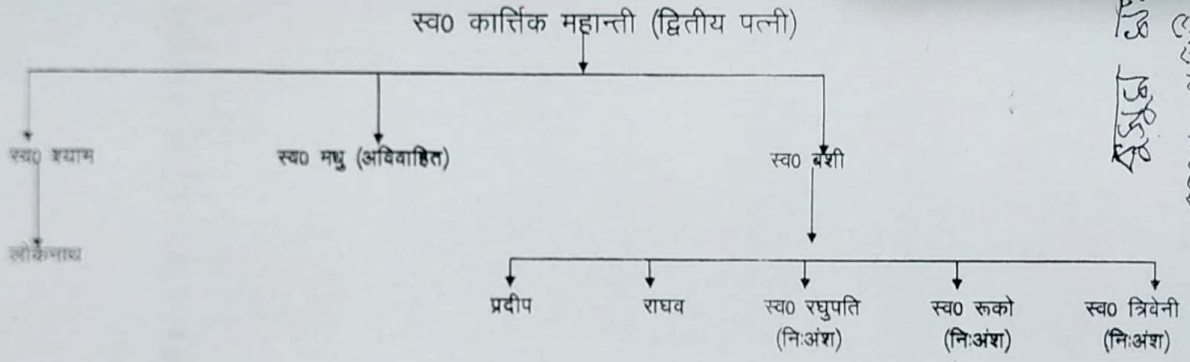 स्व0 कार्त्तिक महान्ती (द्वितीय पत्नी)
स्व0 श्याम
स्व0 मधु (अविवाहित)
स्व0 बंशी
लोकनाथ
प्रदीप
राघव
स्व0 रघुपति
(निःअंश)
स्व0 रूको
(निःअंश)
स्व0 त्रिवेनी
(निःअंश)